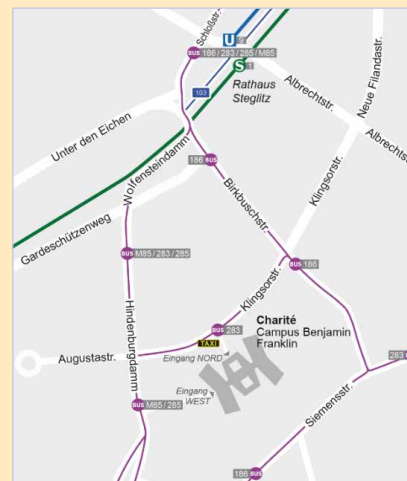 Schloßstr.
U 9
BUS 186 / 283 / 285 / M85
S 1
Rathaus
Steglitz
Albrechtstr.
Neue Filandastr.
103
Albrechtstr.
Unter den Eichen
Wolfensteindamm
186 BUS
Klingsorstr.
Birkbuschstr.
Gardeschützenweg
BUS M85 / 283 / 285
BUS 186
Klingsorstr.
Hindenburgdamm
Charité
Campus Benjamin
Franklin
BUS 283
TAXI
Eingang NORD
Augustastr.
283 BUS
Eingang
WEST
Siemensstr.
BUS M85 / 285
186 BUS